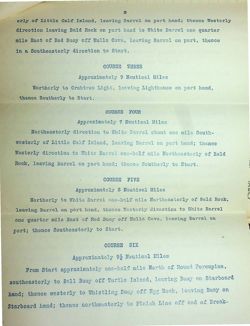 erly of Little Calf Island, leaving Barrel on port hand; thence Westerly
direction leaving Bald Rock on port hand to White Barrel one quarter
mile East of Red Buoy off Hulls Cove, leaving Barrel on port, thence
in a Southeasterly direction to Start.
COURSE THREE
Approximately 9 Nautical Miles
Northerly to Crabtree Light, leaving Lighthouse on port hand,
thence Southerly to Start.
COURSE FOUR
Approximately 7 Nautical Miles
Northeasterly direction to White Barrel about one mile South-
westerly of Little Calf Island, leaving Barrel on port hand; thence
Westerly direction to White Barrel one-half mile Northeasterly of Bald
Rock, leaving Barrel on port hand; thence Southerly to Start.
COURSE FIVE
Approximately 5 Nautical Miles
Northerly to White Barrel one-half mile Northeasterly of Bald Rock,
leaving Barrel on port hand, thence Westerly direction to White Barrel
one quarter mile East of Red Buoy off Hulls Cove, leaving Barrel on
port; thence Southeasterly to Start.
COURSE SIX
Approximately 9½ Nautical Miles
From Start approximately one-half mile North of Mount Porcupine,
southeasterly to Bell Buoy off Turtle Island, leaving Buoy on Starboard
hand; thence westerly to Whistling Buoy off Egg Rock, leaving Buoy on
Starboard hand; thence northwesterly to Finish Line off end of Break-